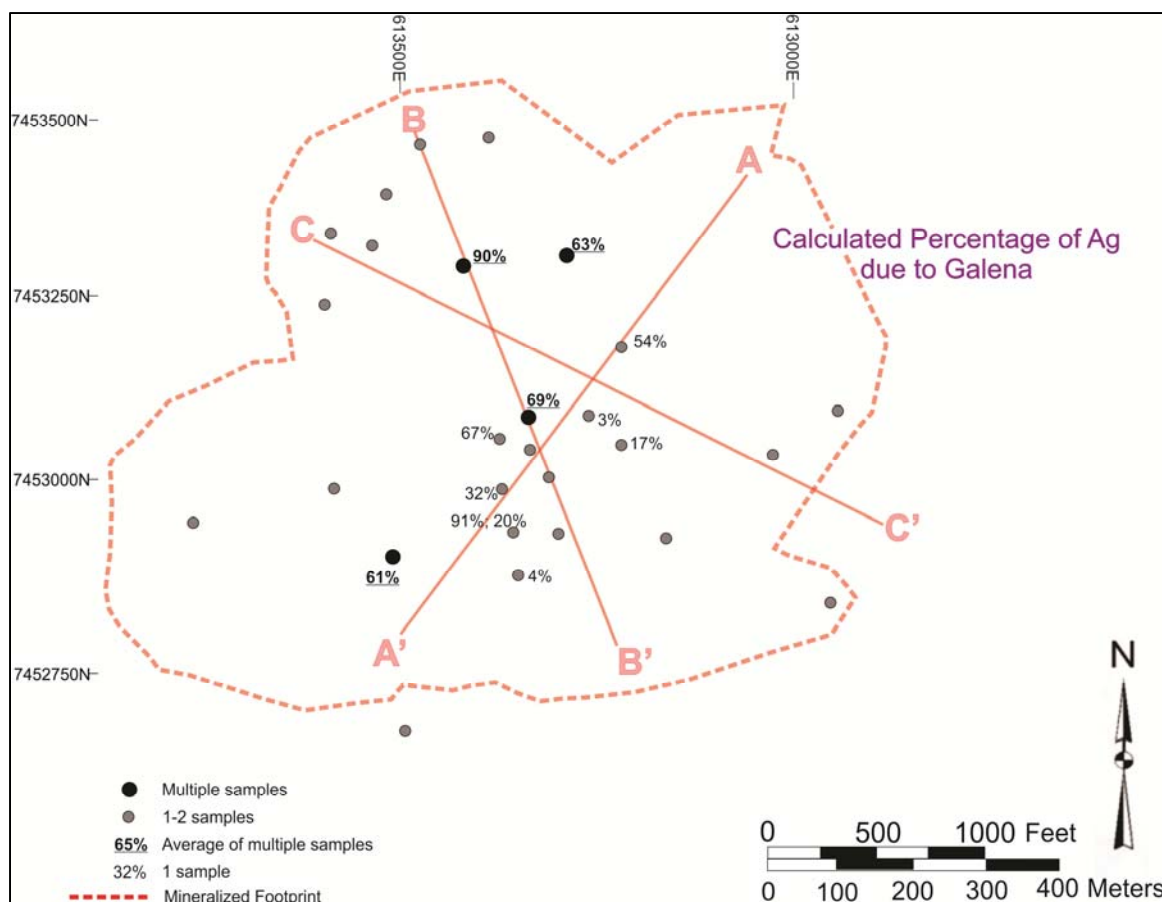 613500E
613000E
7453500N
B
A
C
Calculated Percentage of Ag
due to Galena
90%
63%
7453250N
54%
69%
3%
67%
17%
7453000N
32%
C'
91%, 20%
4%
61%
A'
B'
7452750N
N
Multiple samples
1-2 samples
65% Average of multiple samples
32% 1 sample
Mineralized Footprint
0 500 1000 Feet
0 100 200 300 400 Meters